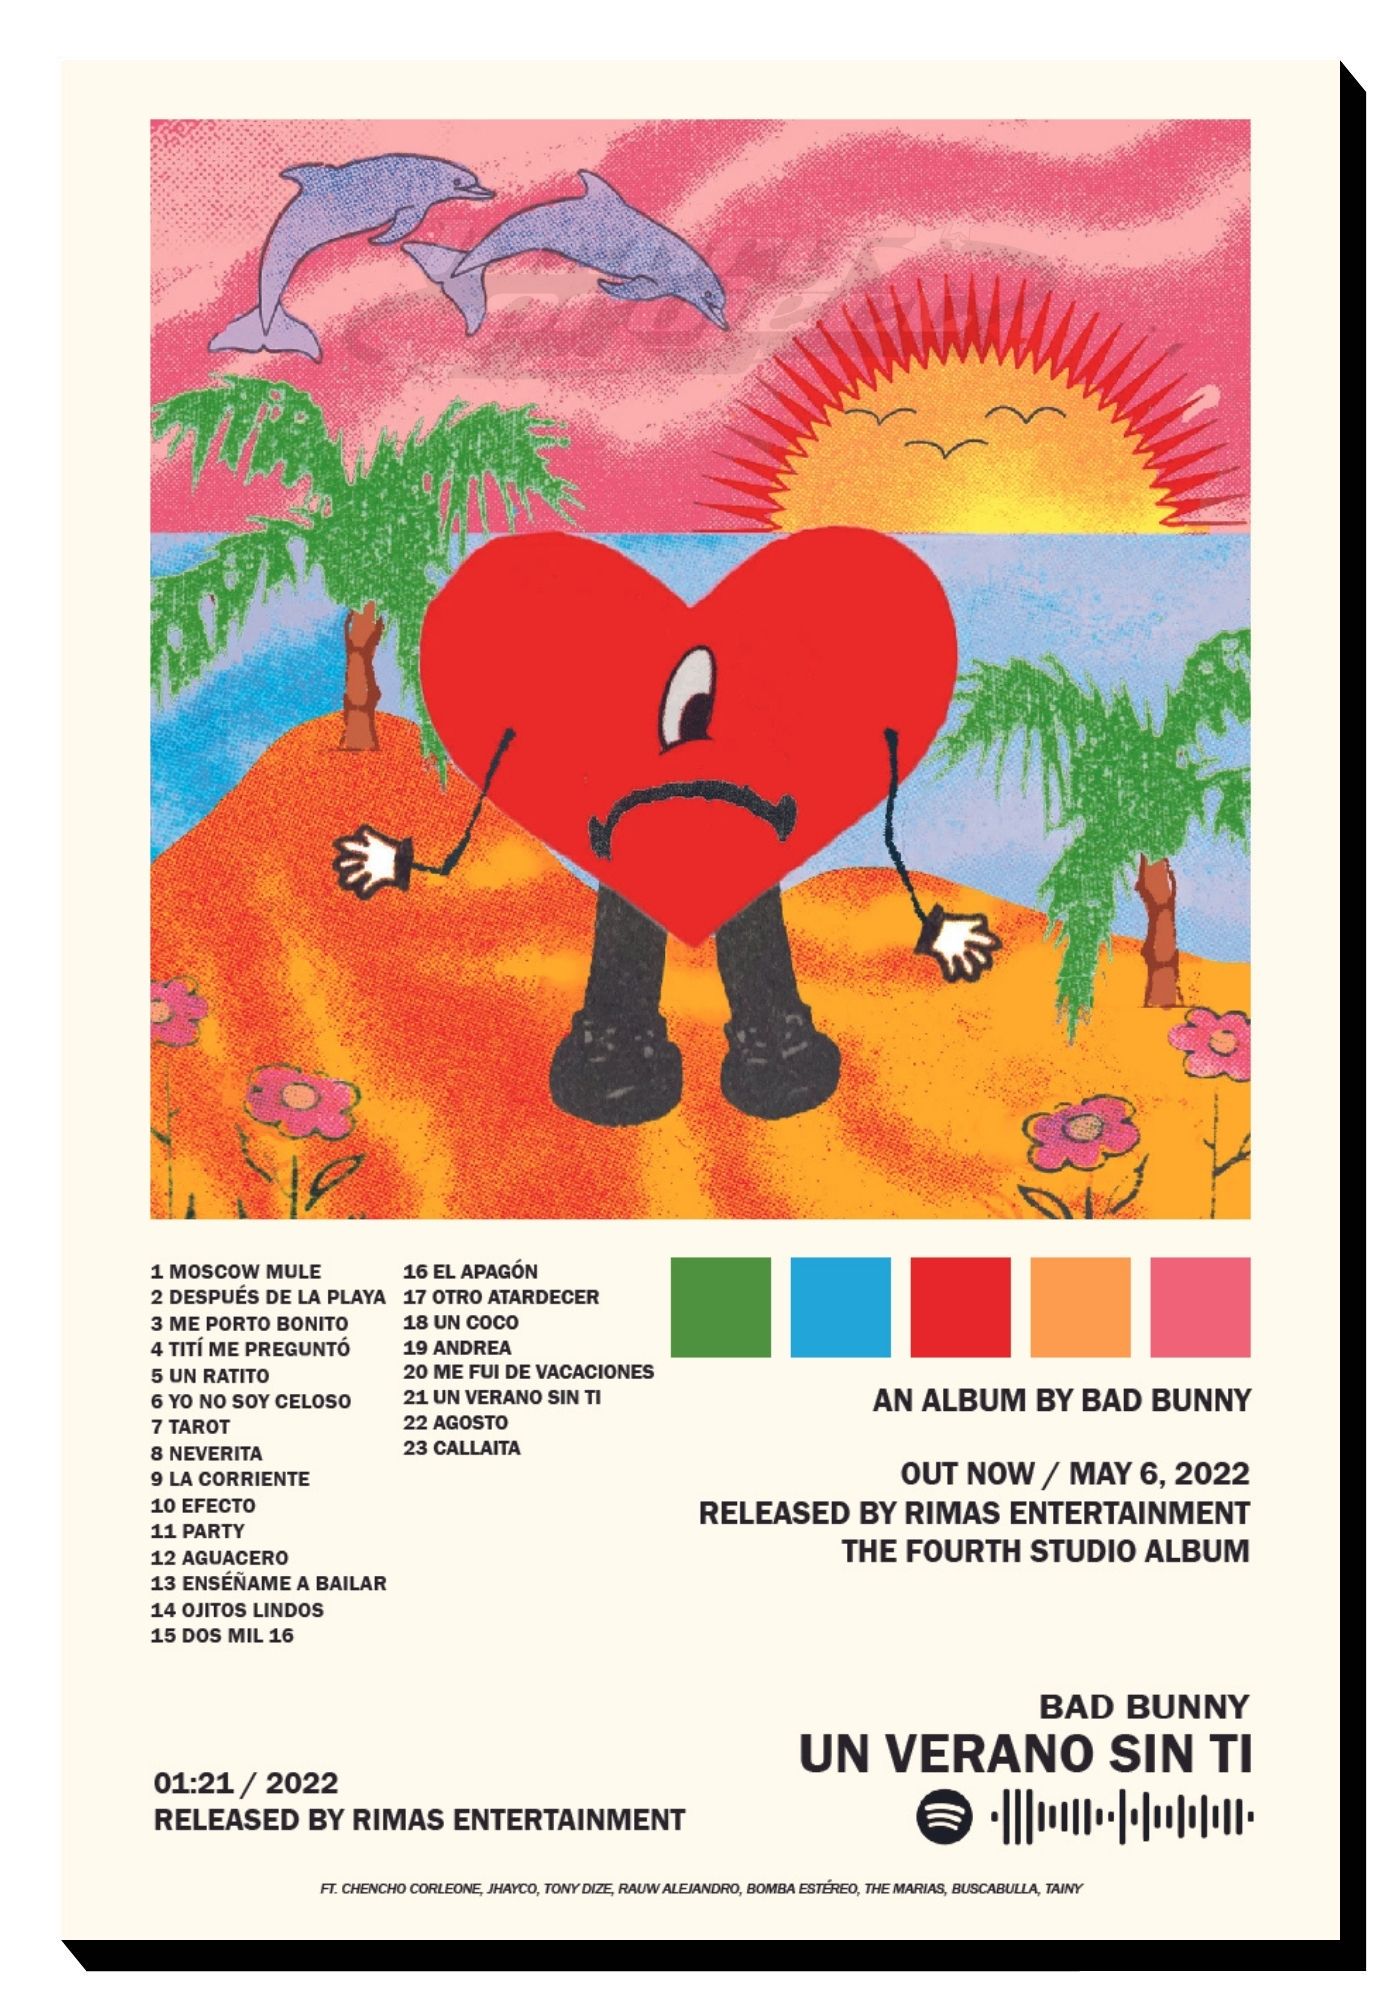 1 MOSCOW MULE
2 DESPUÉS DE LA PLAYA
3 ME PORTO BONITO
4 TITÍ ME PREGUNTÓ
5 UN RATITO
6 YO NO SOY CELOSO
7 TAROT
8 NEVERITA
9 LA CORRIENTE
10 EFECTO
11 PARTY
12 AGUACERO
13 ENSÉÑAME A BAILAR
14 OJITOS LINDOS
15 DOS MIL 16
16 EL APAGÓN
17 OTRO ATARDECER
18 UN COCO
19 ANDREA
20 ME FUI DE VACACIONES
21 UN VERANO SIN TI
22 AGOSTO
23 CALLAITA
AN ALBUM BY BAD BUNNY
OUT NOW / MAY 6, 2022
RELEASED BY RIMAS ENTERTAINMENT
THE FOURTH STUDIO ALBUM
BAD BUNNY
UN VERANO SIN TI
01:21 / 2022
RELEASED BY RIMAS ENTERTAINMENT
FT. CHENCHO CORLEONE, JHAYCO, TONY DIZE, RAUW ALEJANDRO, BOMBA ESTÉREO, THE MARIAS, BUSCABULLA, TAINY